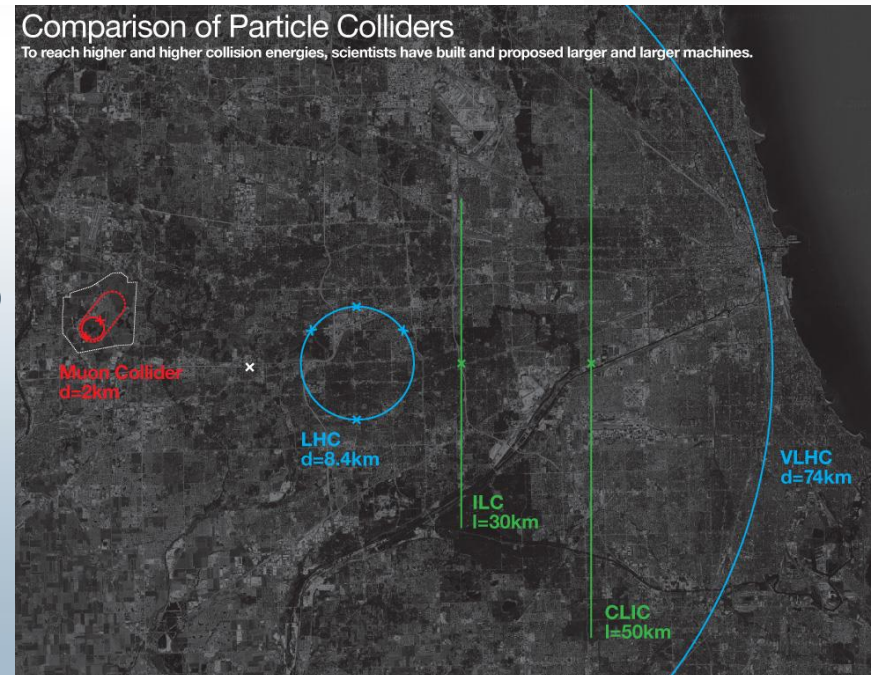 Comparison of Particle Colliders
To reach higher and higher collision energies, scientists have built and proposed larger and larger machines.
Muon Collider
d=2km
LHC
d=8.4km
ILC
l=30km
CLIC
l=50km
VLHC
d=74km